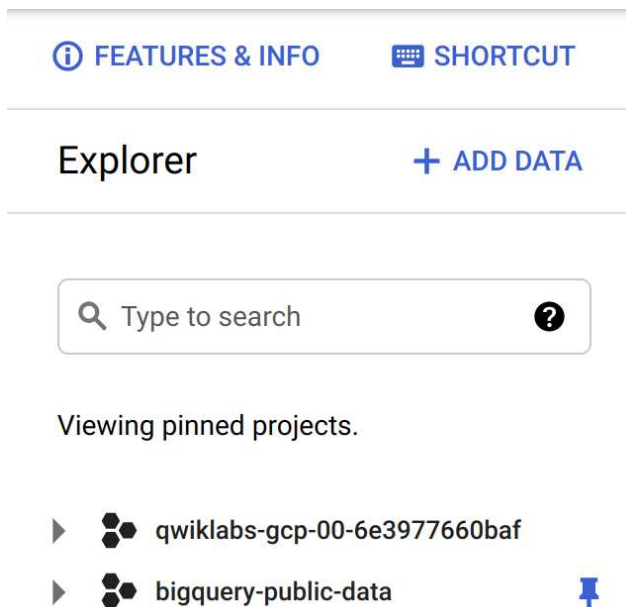 FEATURES & INFO SHORTCUT
Explorer + ADD DATA
Type to search
Viewing pinned projects.
qwiklabs-gcp-00-6e3977660baf
bigquery-public-data